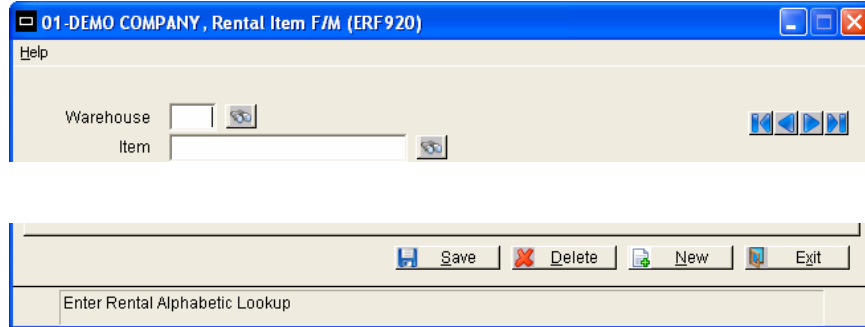 01-DEMO COMPANY, Rental Item F/M (ERF920)
Help
Warehouse
Item
Save Delete New Exit
Enter Rental Alphabetic Lookup